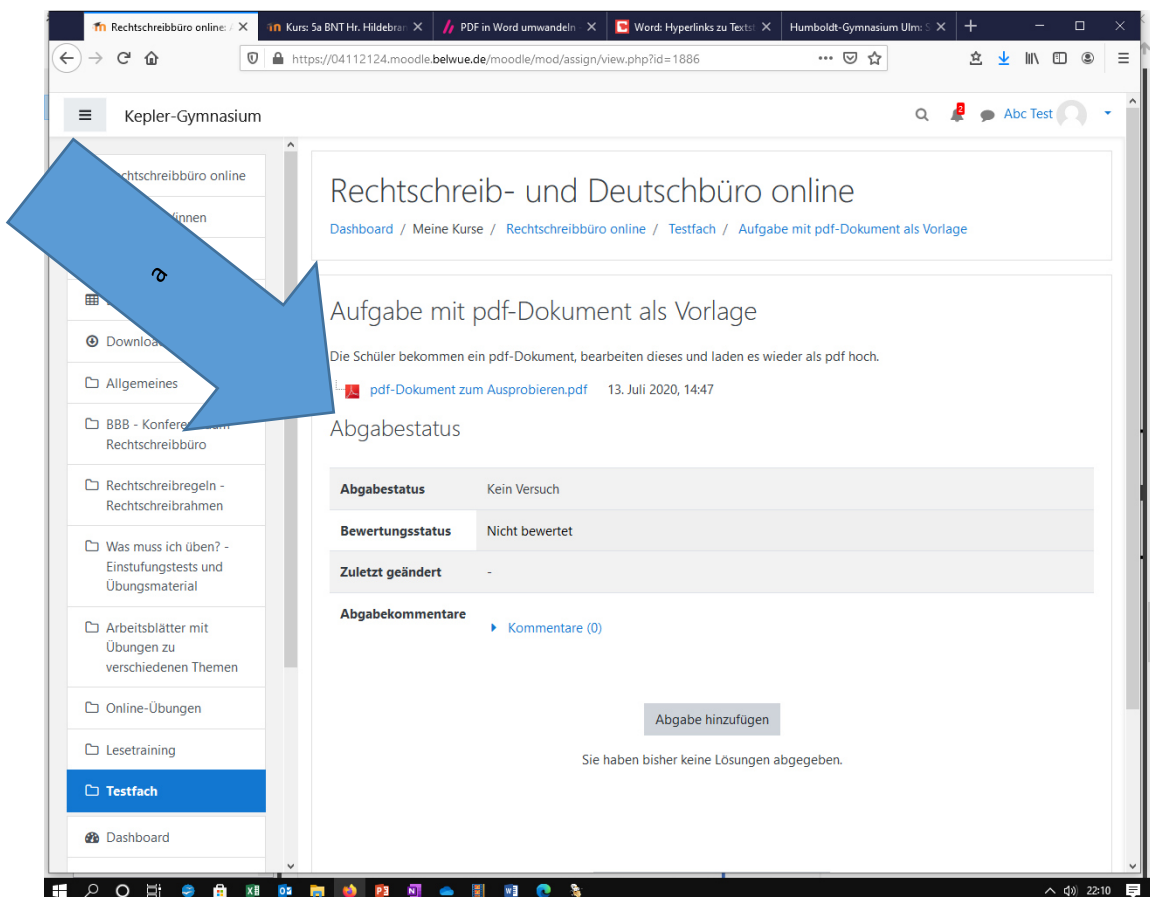 Rechtschreibbüro online: A
Kurs: 5a BNT Hr. Hildebran
PDF in Word umwandeln
Word: Hyperlinks zu Textst
Humboldt-Gymnasium Ulm: S
https://04112124.moodle.belwue.de/moodle/mod/assign/view.php?id=1886
Kepler-Gymnasium
2
Abc Test
chtschreibbüro online
/innen
a
Downloa
Allgemeines
BBB - Konfere
Rechtschreibbüro
Rechtschreibregeln -
Rechtschreibrahmen
Was muss ich üben? -
Einstufungstests und
Übungsmaterial
Arbeitsblätter mit
Übungen zu
verschiedenen Themen
Online-Übungen
Lesetraining
Testfach
Dashboard
Rechtschreib- und Deutschbüro online
Dashboard / Meine Kurse / Rechtschreibbüro online / Testfach / Aufgabe mit pdf-Dokument als Vorlage
Aufgabe mit pdf-Dokument als Vorlage
Die Schüler bekommen ein pdf-Dokument, bearbeiten dieses und laden es wieder als pdf hoch.
pdf-Dokument zum Ausprobieren.pdf 13. Juli 2020, 14:47
Abgabestatus
Abgabestatus Kein Versuch
Bewertungsstatus Nicht bewertet
Zuletzt geändert -
Abgabekommentare
Kommentare (0)
Abgabe hinzufügen
Sie haben bisher keine Lösungen abgegeben.
22:10